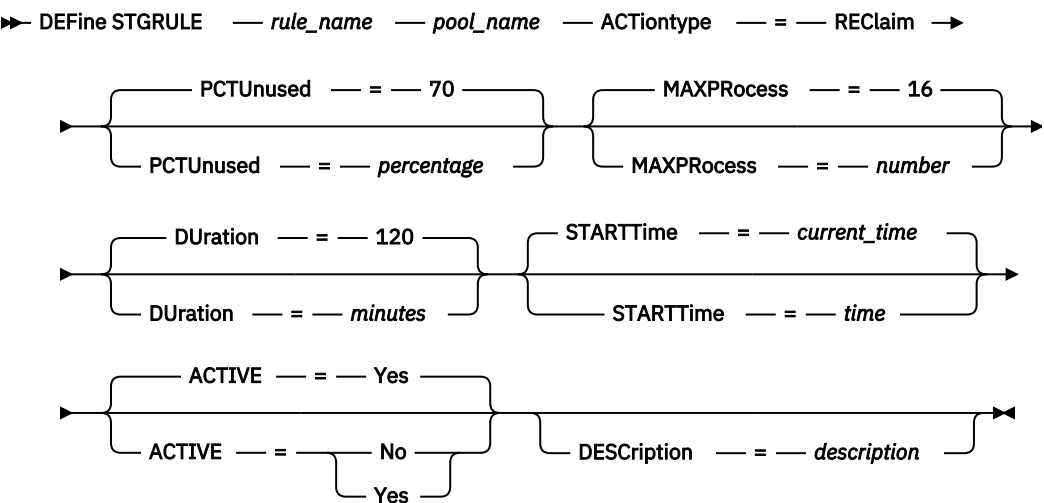 DEFine STGRULE — rule_name — pool_name — ACTiontype — = — REClaim
PCTUnused — = — 70 MAXPRocess — = — 16
PCTUnused — = — percentage MAXPRocess — = — number
DUration — = — 120 STARTTime — = — current_time
DUration — = — minutes STARTTime — = — time
ACTIVE — = — Yes
ACTIVE — = No DESCription — = — description
Yes